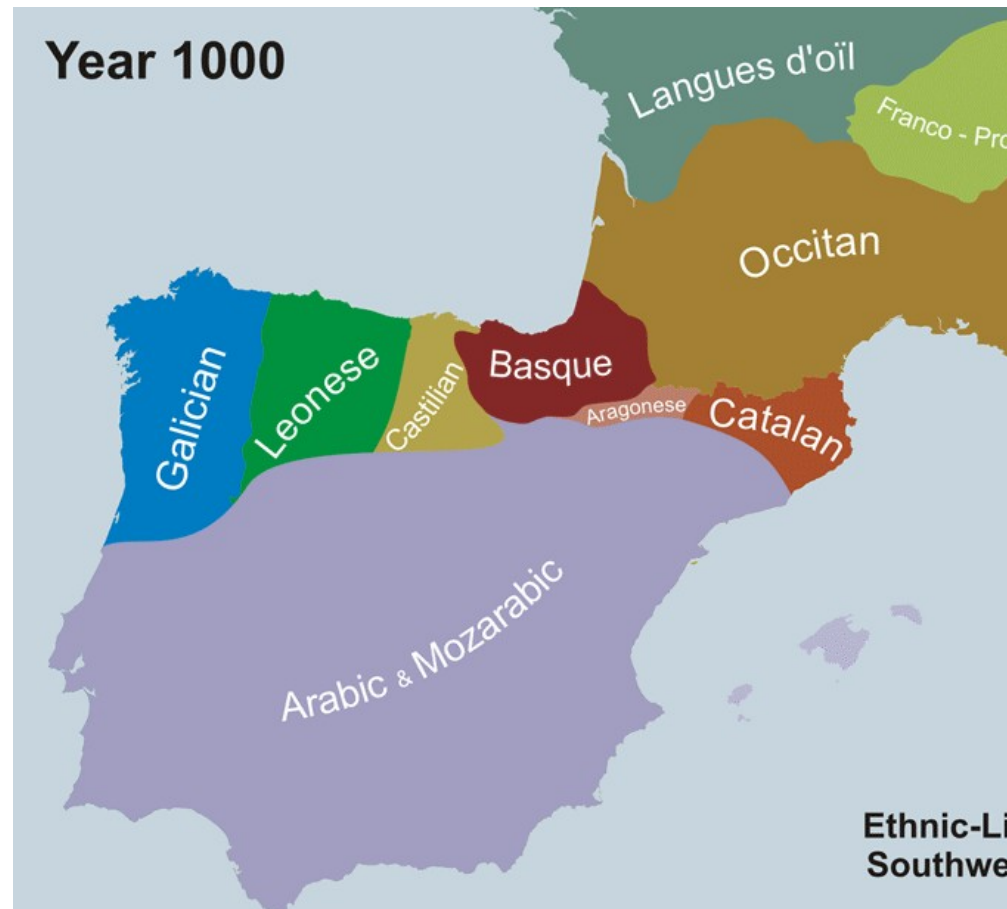 Year 1000
Langues d'oïl
Franco - Pro
Occitan
Galician
Leonese
Castilian
Basque
Aragonese
Catalan
Arabic & Mozarabic
Ethnic-Li
Southwe